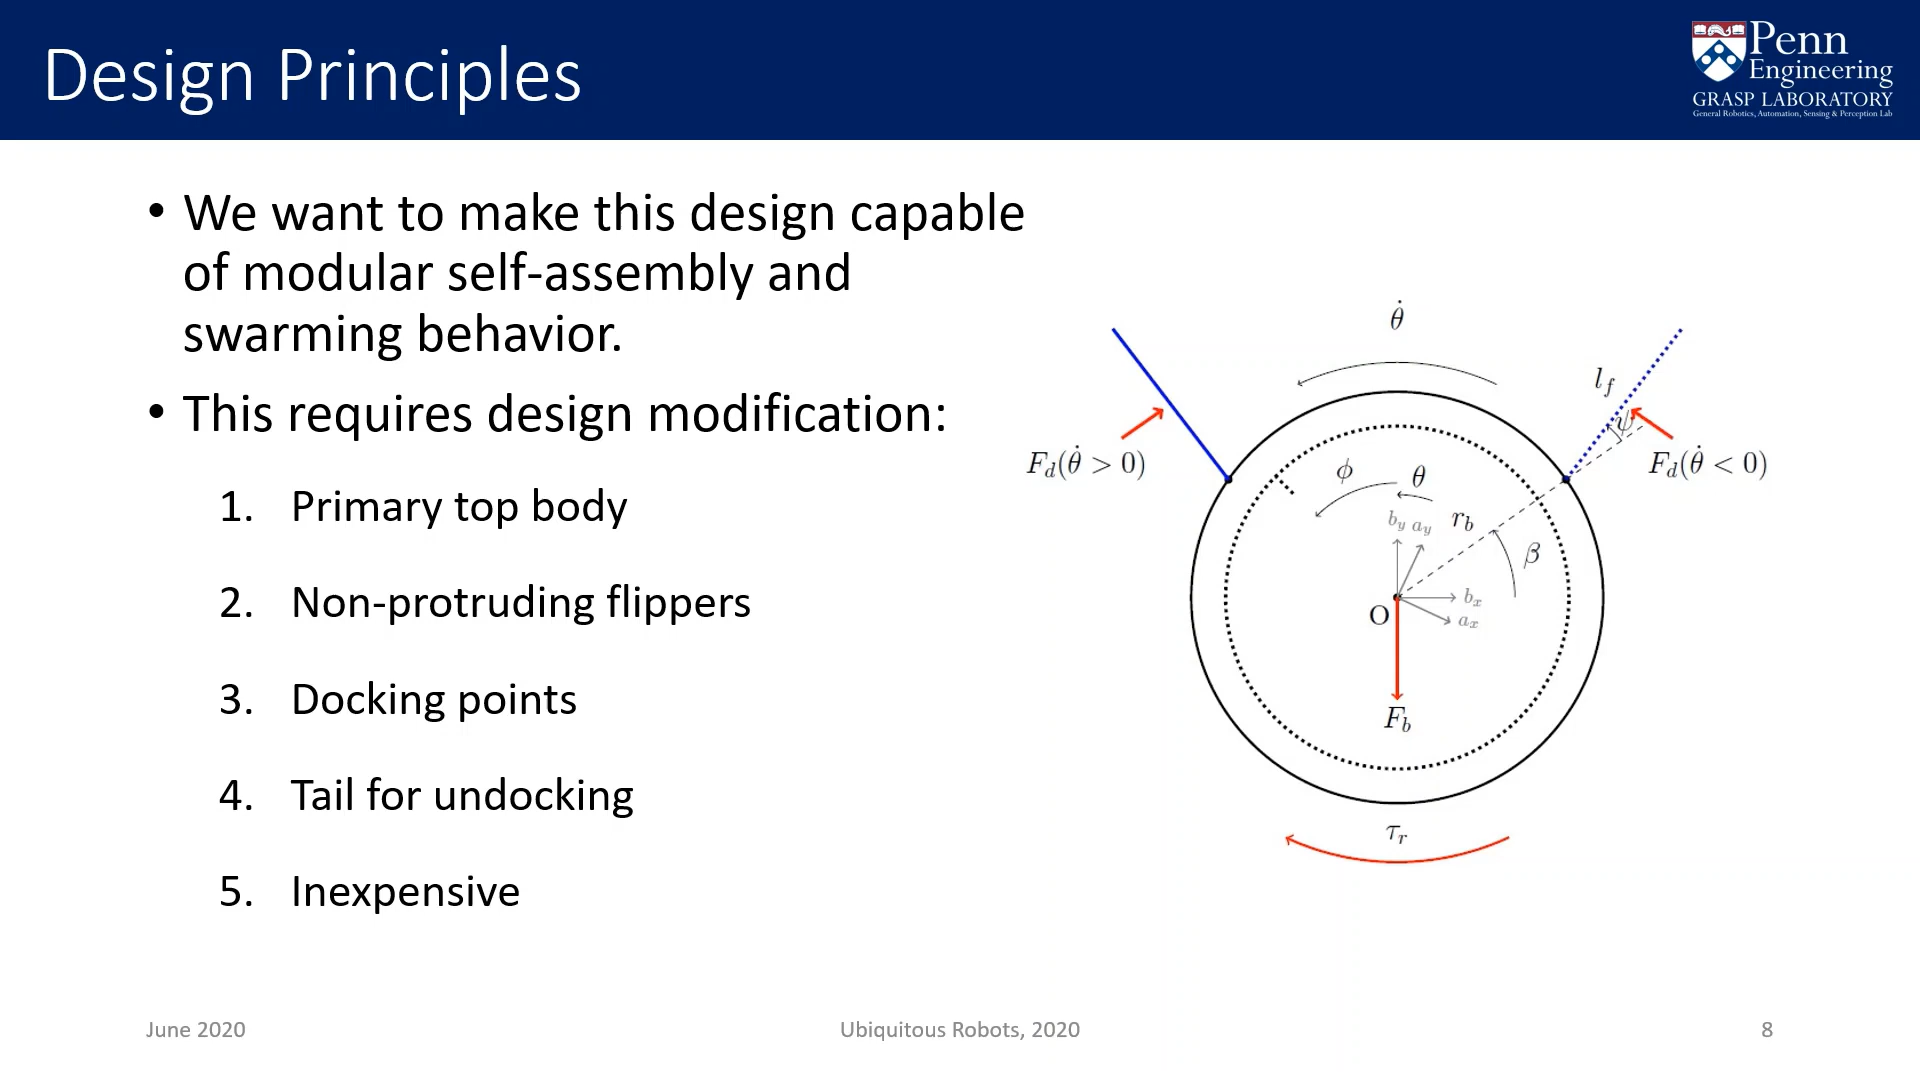 Design Principles
Penn
Engineering
GRASP LABORATORY
General Robotics, Automation, Sensing & Perception Lab
• We want to make this design capable
of modular self-assembly and
swarming behavior.
• This requires design modification:
1. Primary top body
2. Non-protruding flippers
3. Docking points
4. Tail for undocking
5. Inexpensive
θ̇
l_f
ψ
F_d(θ̇ > 0)
F_d(θ̇ < 0)
ϕ
θ
b_y a_y
r_b
β
b_x
O
a_x
F_b
τ_r
June 2020
Ubiquitous Robots, 2020
8